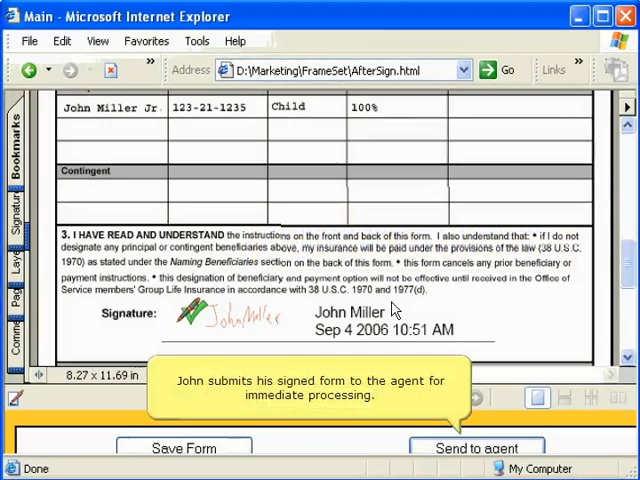 Main - Microsoft Internet Explorer
File Edit View Favorites Tools Help
Address D:\Marketing\FrameSet\AfterSign.html Go Links
Bookmarks
Signature
Laye
Pag
Comme
John Miller Jr. 123-21-1235 Child 100%
Contingent
3. I HAVE READ AND UNDERSTAND the instructions on the front and back of this form. I also understand that: • if I do not
designate any principal or contingent beneficiaries above, my insurance will be paid under the provisions of the law (38 U.S.C.
1970) as stated under the Naming Beneficiaries section on the back of this form. • this form cancels any prior beneficiary or
payment instructions. • this designation of beneficiary and payment option will not be effective until received in the Office of
Service members' Group Life Insurance in accordance with 38 U.S.C. 1970 and 1977(d).
Signature: John Miller John Miller
Sep 4 2006 10:51 AM
8.27 x 11.69 in
John submits his signed form to the agent for
immediate processing.
Save Form Send to agent
Done My Computer